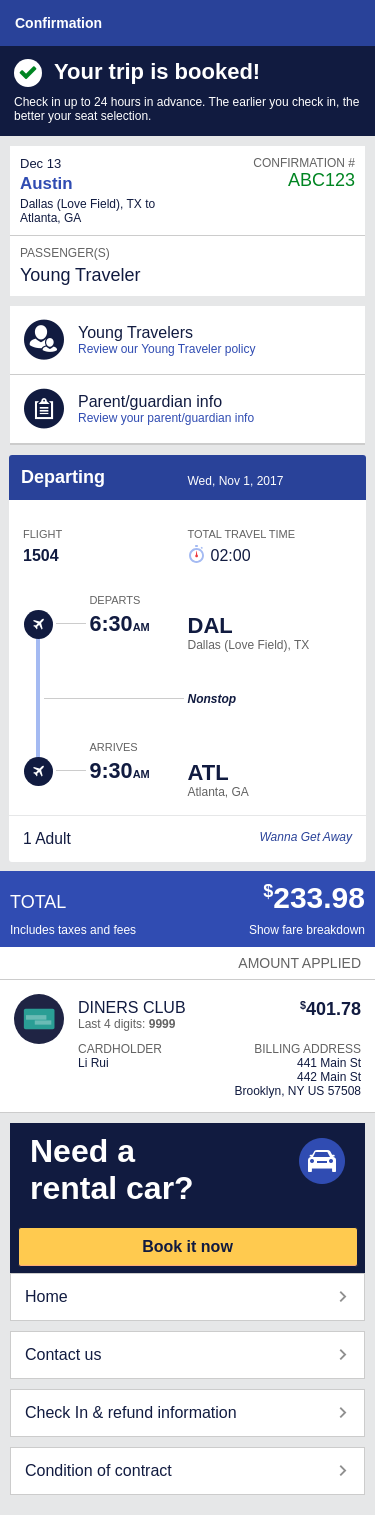 Confirmation
Your trip is booked!
Check in up to 24 hours in advance. The earlier you check in, the
better your seat selection.
Dec 13
CONFIRMATION #
Austin
ABC123
Dallas (Love Field), TX to
Atlanta, GA
PASSENGER(S)
Young Traveler
Young Travelers
Review our Young Traveler policy
Parent/guardian info
Review your parent/guardian info
Departing
Wed, Nov 1, 2017
FLIGHT
TOTAL TRAVEL TIME
1504
02:00
DEPARTS
6:30AM
DAL
Dallas (Love Field), TX
Nonstop
ARRIVES
9:30AM
ATL
Atlanta, GA
1 Adult
Wanna Get Away
TOTAL
$233.98
Includes taxes and fees
Show fare breakdown
AMOUNT APPLIED
DINERS CLUB
$401.78
Last 4 digits: 9999
CARDHOLDER
BILLING ADDRESS
Li Rui
441 Main St
442 Main St
Brooklyn, NY US 57508
Need a
rental car?
Book it now
Home
Contact us
Check In & refund information
Condition of contract